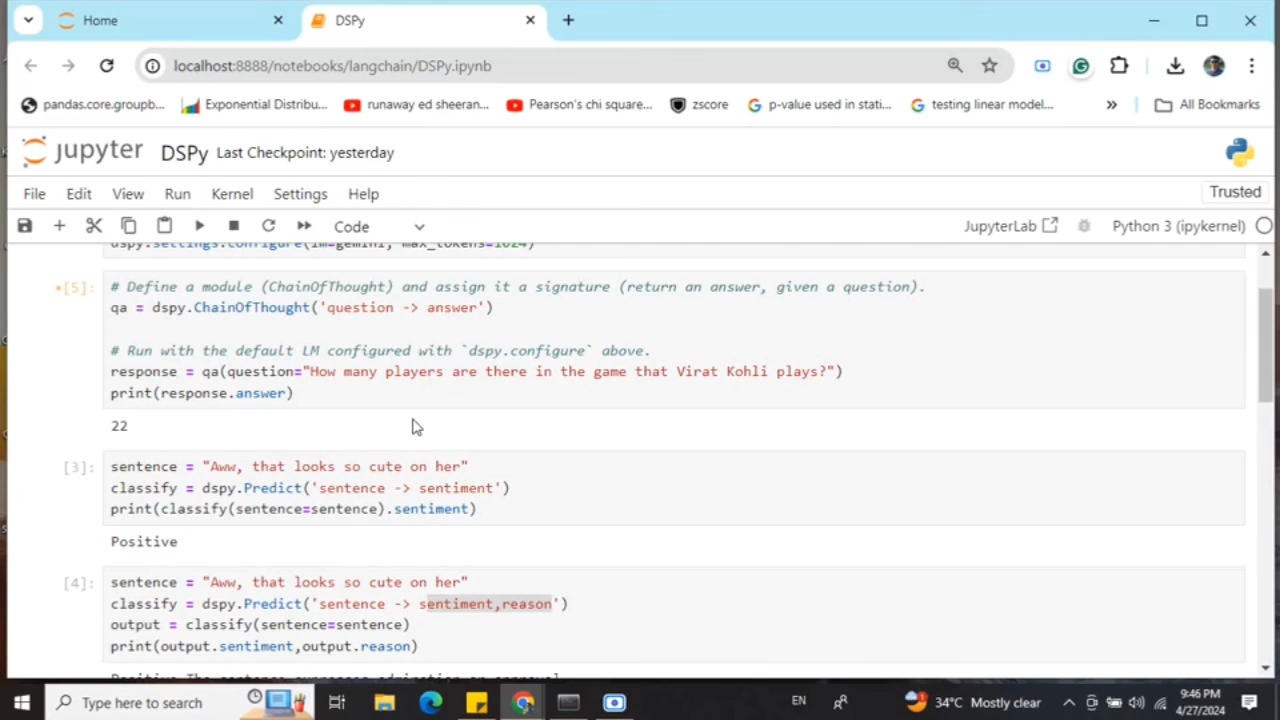 Home
DSPy
localhost:8888/notebooks/langchain/DSPy.ipynb
pandas.core.groupb...
Exponential Distribu...
runaway ed sheeran...
Pearson's chi square...
zscore
p-value used in stati...
testing linear model...
»
All Bookmarks
jupyter DSPy Last Checkpoint: yesterday
File Edit View Run Kernel Settings Help
Trusted
Code
JupyterLab
Python 3 (ipykernel)
dspy.settings.configure(lm=gemini, max_tokens=1024)
[5]:
# Define a module (ChainOfThought) and assign it a signature (return an answer, given a question).
qa = dspy.ChainOfThought('question -> answer')
# Run with the default LM configured with `dspy.configure` above.
response = qa(question="How many players are there in the game that Virat Kohli plays?")
print(response.answer)
22
[3]:
sentence = "Aww, that looks so cute on her"
classify = dspy.Predict('sentence -> sentiment')
print(classify(sentence=sentence).sentiment)
Positive
[4]:
sentence = "Aww, that looks so cute on her"
classify = dspy.Predict('sentence -> sentiment,reason')
output = classify(sentence=sentence)
print(output.sentiment,output.reason)
Type here to search
EN
34°C Mostly clear
9:46 PM
4/27/2024